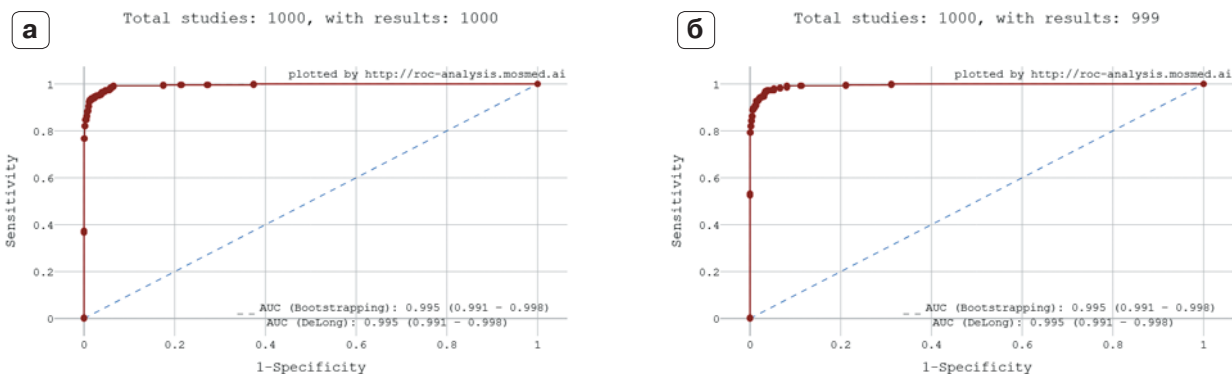 Total studies: 1000, with results: 1000
а
plotted by http://roc-analysis.mosmed.ai
1
0.8
0.6
0.4
0.2
0
Sensitivity
AUC (Bootstrapping): 0.995 (0.991 - 0.998)
AUC (DeLong): 0.995 (0.991 - 0.998)
0 0.2 0.4 0.6 0.8 1
1-Specificity
Total studies: 1000, with results: 999
б
plotted by http://roc-analysis.mosmed.ai
1
0.8
0.6
0.4
0.2
0
Sensitivity
AUC (Bootstrapping): 0.995 (0.991 - 0.998)
AUC (DeLong): 0.995 (0.991 - 0.998)
0 0.2 0.4 0.6 0.8 1
1-Specificity